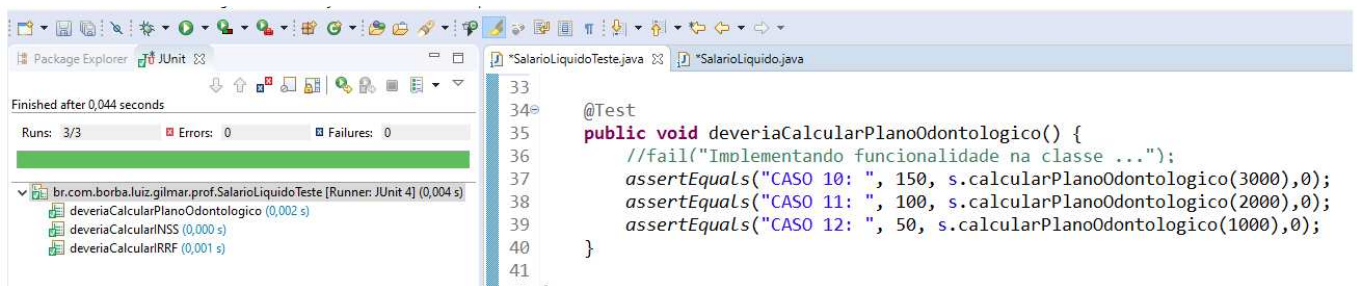 Package Explorer JUnit
Finished after 0,044 seconds
Runs: 3/3 Errors: 0 Failures: 0
br.com.borba.luiz.gilmar.prof.SalarioLiquidoTeste [Runner: JUnit 4] (0,004 s)
deveriaCalcularPlanoOdontologico (0,002 s)
deveriaCalcularINSS (0,000 s)
deveriaCalcularIRRF (0,001 s)
*SalarioLiquidoTeste.java *SalarioLiquido.java
33
34 @Test
35 public void deveriaCalcularPlanoOdontologico() {
36 //fail("Implementando funcionalidade na classe ...");
37 assertEquals("CASO 10: ", 150, s.calcularPlanoOdontologico(3000),0);
38 assertEquals("CASO 11: ", 100, s.calcularPlanoOdontologico(2000),0);
39 assertEquals("CASO 12: ", 50, s.calcularPlanoOdontologico(1000),0);
40 }
41